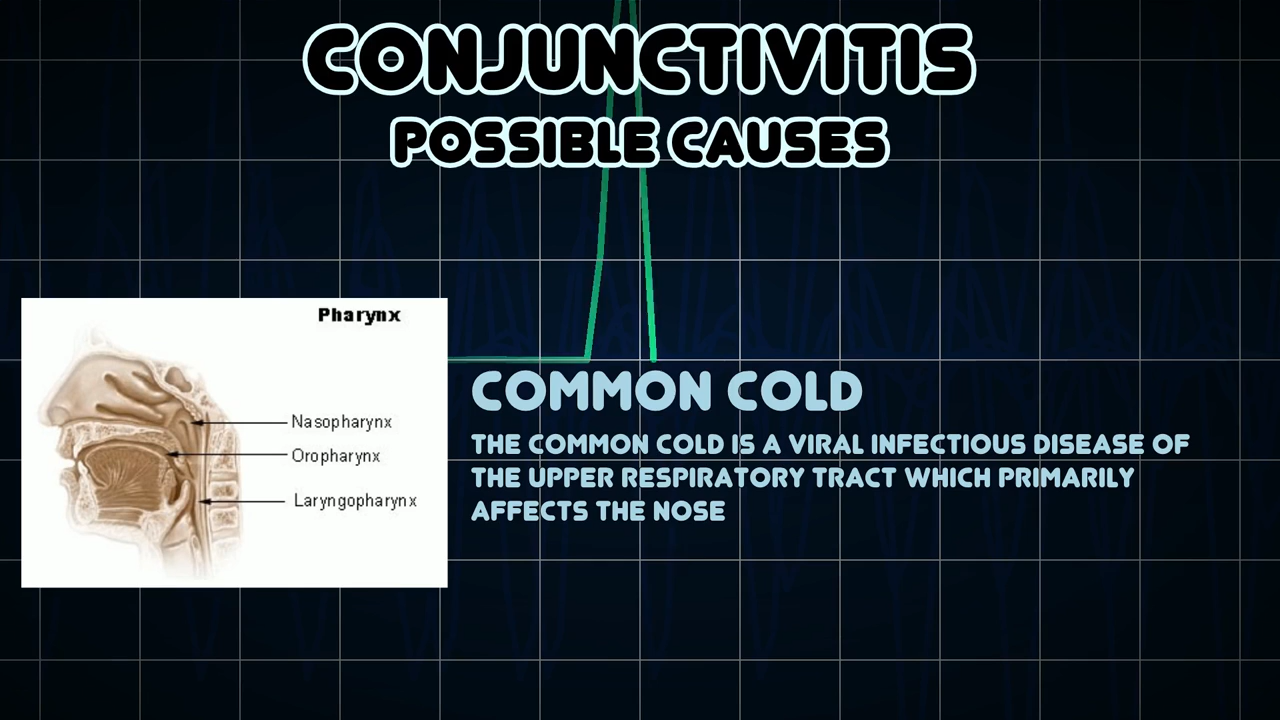 CONJUNCTIVITIS
POSSIBLE CAUSES
Pharynx
Nasopharynx
Oropharynx
Laryngopharynx
COMMON COLD
THE COMMON COLD IS A VIRAL INFECTIOUS DISEASE OF
THE UPPER RESPIRATORY TRACT WHICH PRIMARILY
AFFECTS THE NOSE